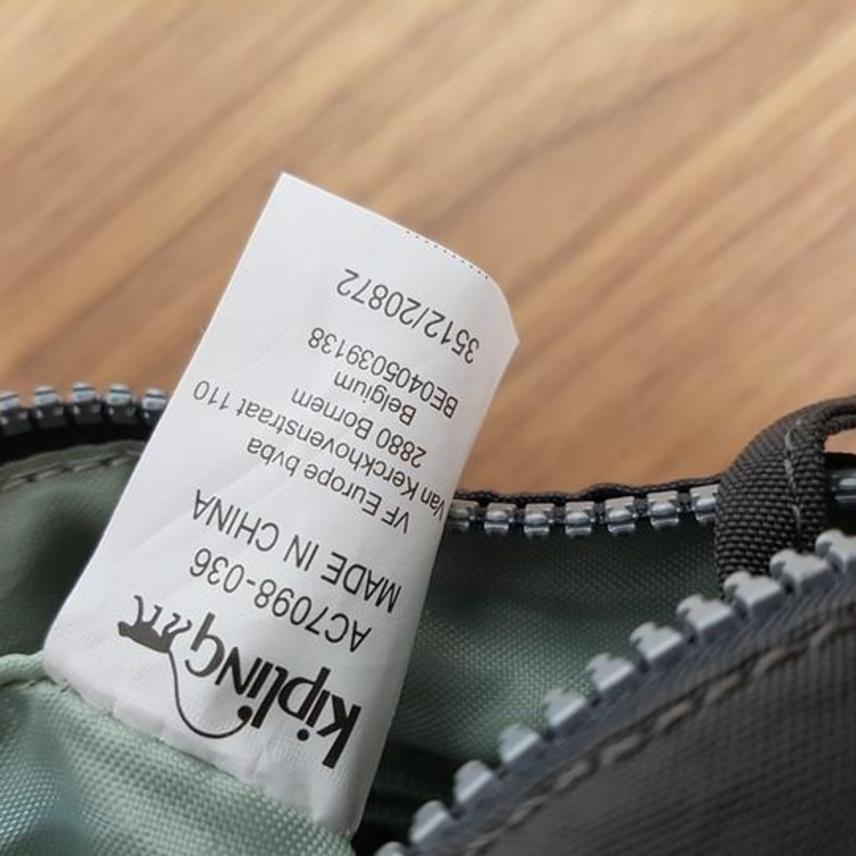 kipling
AC7098-036
MADE IN CHINA
VF Europe bvba
Van Kerckhovenstraat 110
2880 Bornem
Belgium
BE0405039138
3512/20872